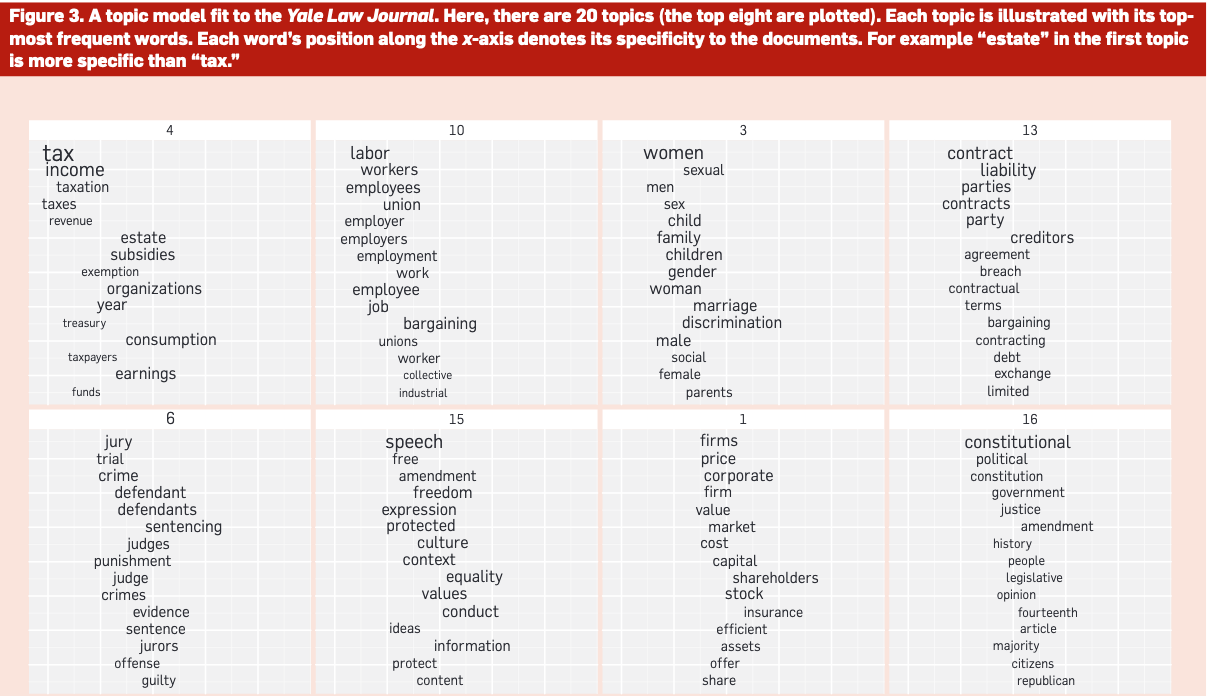 Figure 3. A topic model fit to the Yale Law Journal. Here, there are 20 topics (the top eight are plotted). Each topic is illustrated with its top-
most frequent words. Each word's position along the x-axis denotes its specificity to the documents. For example “estate” in the first topic
is more specific than “tax.”
4
tax
income
taxation
taxes
revenue
estate
subsidies
exemption
organizations
year
treasury
consumption
taxpayers
earnings
funds
10
labor
workers
employees
union
employer
employers
employment
work
employee
job
bargaining
unions
worker
collective
industrial
3
women
sexual
men
sex
child
family
children
gender
woman
marriage
discrimination
male
social
female
parents
13
contract
liability
parties
contracts
party
creditors
agreement
breach
contractual
terms
bargaining
contracting
debt
exchange
limited
6
jury
trial
crime
defendant
defendants
sentencing
judges
punishment
judge
crimes
evidence
sentence
jurors
offense
guilty
15
speech
free
amendment
freedom
expression
protected
culture
context
equality
values
conduct
ideas
information
protect
content
1
firms
price
corporate
firm
value
market
cost
capital
shareholders
stock
insurance
efficient
assets
offer
share
16
constitutional
political
constitution
government
justice
amendment
history
people
legislative
opinion
fourteenth
article
majority
citizens
republican